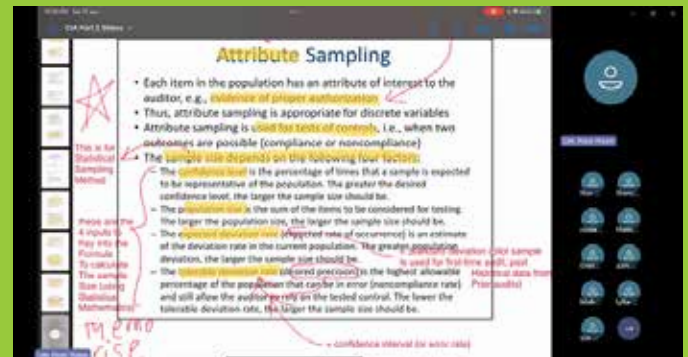 CIA Part 2 Slides
Attribute Sampling
• Each item in the population has an attribute of interest to the
auditor, e.g., evidence of proper authorization
• Thus, attribute sampling is appropriate for discrete variables
• Attribute sampling is used for tests of controls, i.e., when two
outcomes are possible (compliance or noncompliance)
• The sample size depends on the following four factors:
– The confidence level is the percentage of times that a sample is expected
to be representative of the population. The greater the desired
confidence level, the larger the sample size should be.
– The population size is the sum of the items to be considered for testing.
The larger the population size, the larger the sample size should be.
– The expected deviation rate (expected rate of occurrence) is an estimate
of the deviation rate in the current population. The greater the population
deviation, the larger the sample size should be.
– The tolerable deviation rate (desired precision) is the highest allowable
percentage of the population that can be in error (noncompliance rate)
and still allow the auditor to rely on the tested control. The lower the
tolerable deviation rate, the larger the sample size should be.
This is for
Statistical
Sampling
Method
These are the
4 inputs to
Key into the
Formula
To calculate
The sample
Size (using
Statistics
Mathematics)
memo
rise
= Standard deviation
pilot sample
is used for first-time audit, past
Historical data from
Prior audits)
= confidence interval (or error rate)